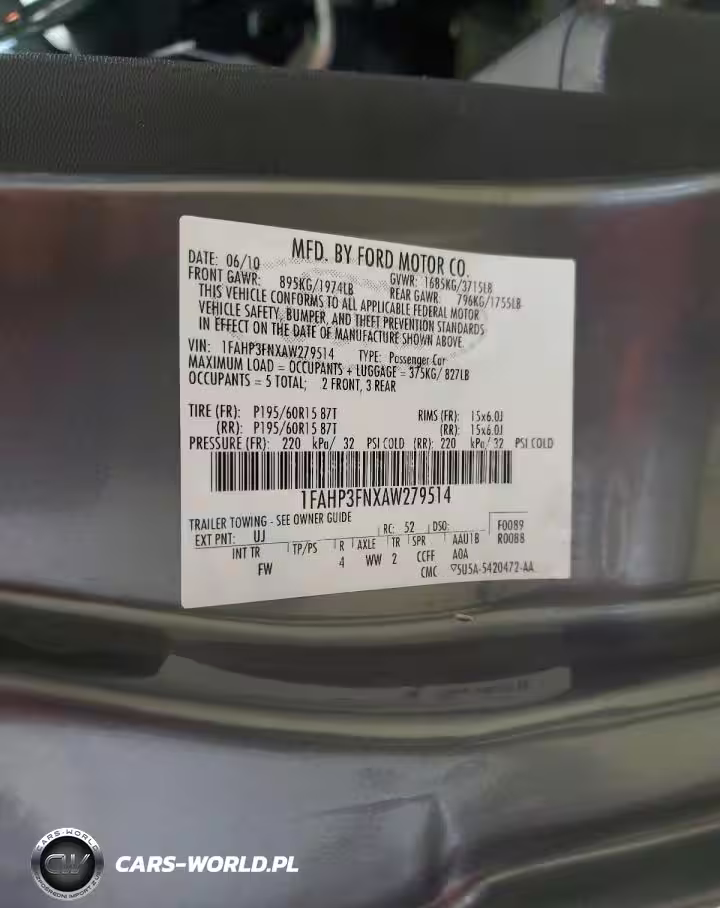 MFD. BY FORD MOTOR CO.
DATE: 06/10
GVWR: 1685KG/3715LB
FRONT GAWR: 895KG/1974LB
REAR GAWR: 796KG/1755LB
THIS VEHICLE CONFORMS TO ALL APPLICABLE FEDERAL MOTOR
VEHICLE SAFETY, BUMPER, AND THEFT PREVENTION STANDARDS
IN EFFECT ON THE DATE OF MANUFACTURE SHOWN ABOVE.
VIN: 1FAHP3FNXAW279514 TYPE: Passenger Car
MAXIMUM LOAD = OCCUPANTS + LUGGAGE = 375KG/ 827LB
OCCUPANTS = 5 TOTAL; 2 FRONT, 3 REAR
TIRE (FR): P195/60R15 87T RIMS (FR): 15x6.0J
(RR): P195/60R15 87T (RR): 15x6.0J
PRESSURE (FR): 220 kPa/ 32 PSI COLD (RR): 220 kPa/ 32 PSI COLD
1FAHP3FNXAW279514
TRAILER TOWING - SEE OWNER GUIDE
EXT PNT: UJ RC: 52 DSO: F0089
INT TR TP/PS R AXLE TR SPR AAU1B R0088
FW 4 WW 2 CCFF AOA
CMC ▽5U5A-5420472-AA
CARS-WORLD
CW
CARS-WORLD.PL